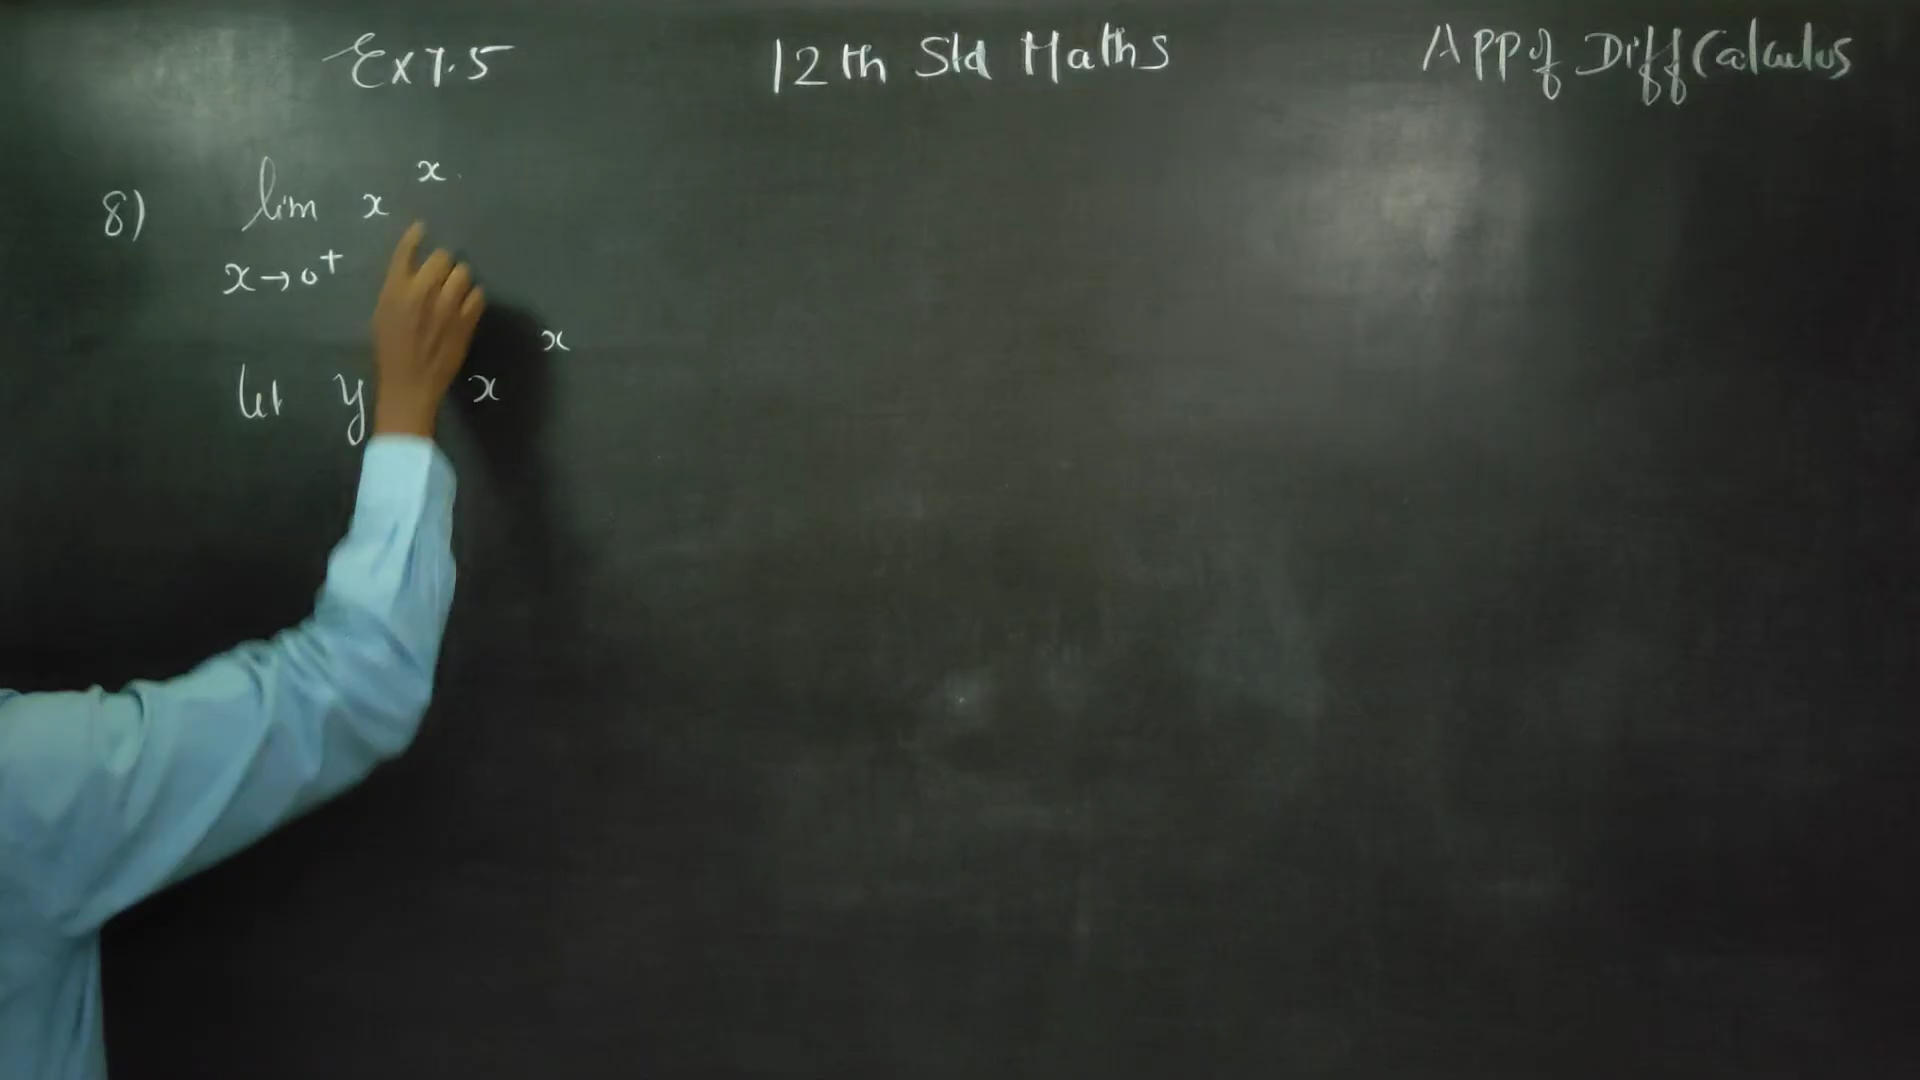 Ex 7.5
12th Std Maths
App of Diff Calculus
8) lim x^x
x→0+
let y x^x